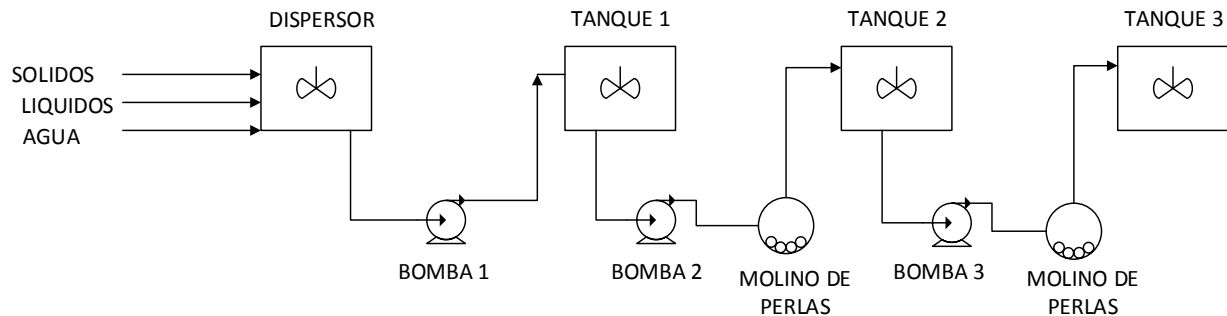 DISPERSOR
TANQUE 1
TANQUE 2
TANQUE 3
SOLIDOS
LIQUIDOS
AGUA
BOMBA 1
BOMBA 2
MOLINO DE
PERLAS
BOMBA 3
MOLINO DE
PERLAS